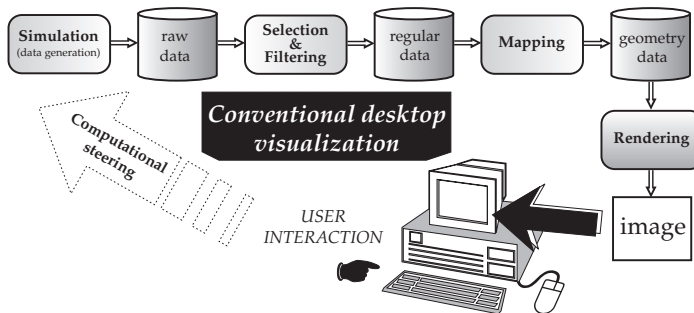 Simulation
(data generation)
raw
data
Selection
&
Filtering
regular
data
Mapping
geometry
data
Rendering
image
Conventional desktop
visualization
Computational
steering
USER
INTERACTION